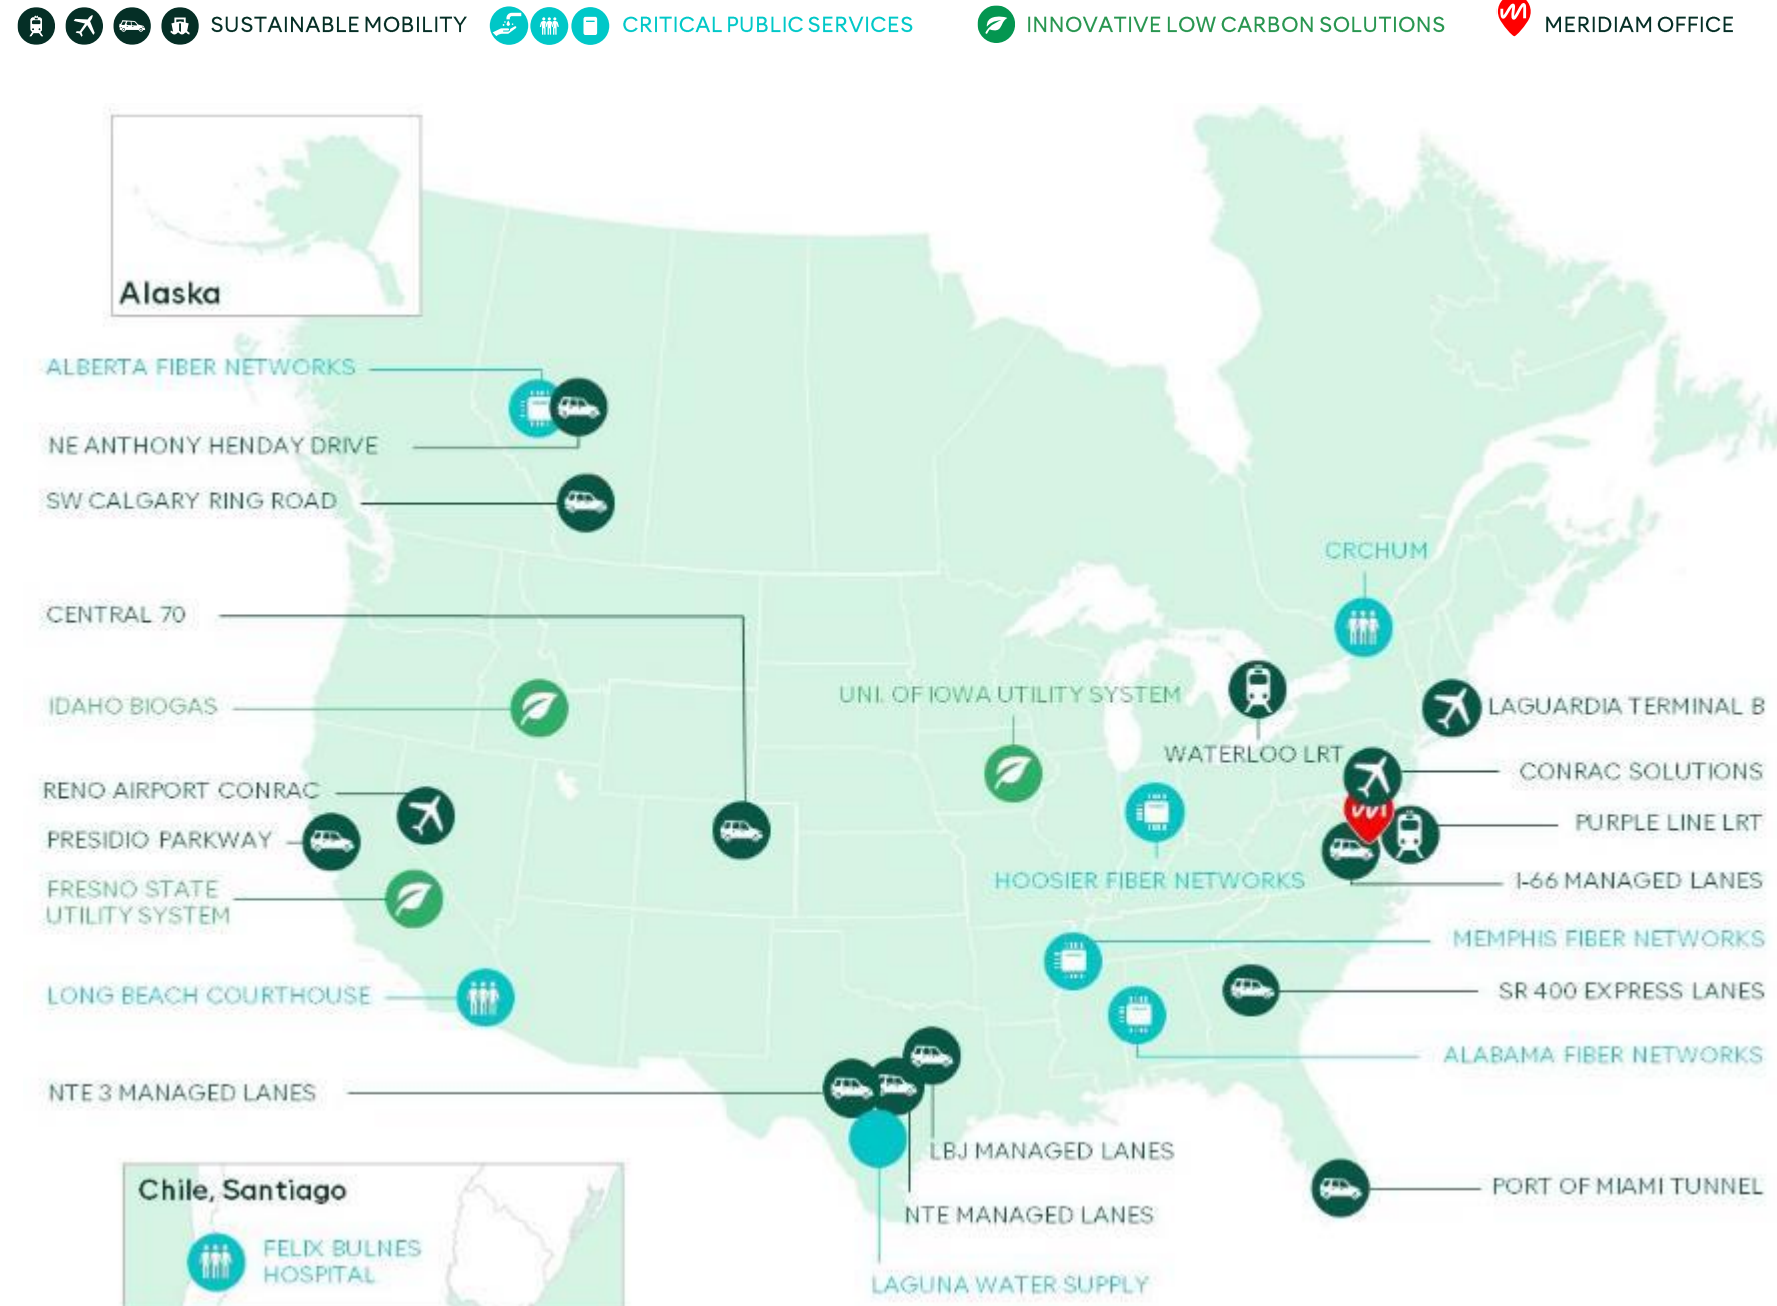 SUSTAINABLE MOBILITY
CRITICAL PUBLIC SERVICES
INNOVATIVE LOW CARBON SOLUTIONS
MERIDIAM OFFICE
Alaska
ALBERTA FIBER NETWORKS
NE ANTHONY HENDAY DRIVE
SW CALGARY RING ROAD
CRCHUM
CENTRAL 70
IDAHO BIOGAS
UNI. OF IOWA UTILITY SYSTEM
LAGUARDIA TERMINAL B
WATERLOO LRT
CONRAC SOLUTIONS
RENO AIRPORT CONRAC
PURPLE LINE LRT
PRESIDIO PARKWAY
I-66 MANAGED LANES
HOOSIER FIBER NETWORKS
FRESNO STATE
UTILITY SYSTEM
MEMPHIS FIBER NETWORKS
SR 400 EXPRESS LANES
LONG BEACH COURTHOUSE
ALABAMA FIBER NETWORKS
NTE 3 MANAGED LANES
LBJ MANAGED LANES
PORT OF MIAMI TUNNEL
NTE MANAGED LANES
Chile, Santiago
FELIX BULNES
HOSPITAL
LAGUNA WATER SUPPLY